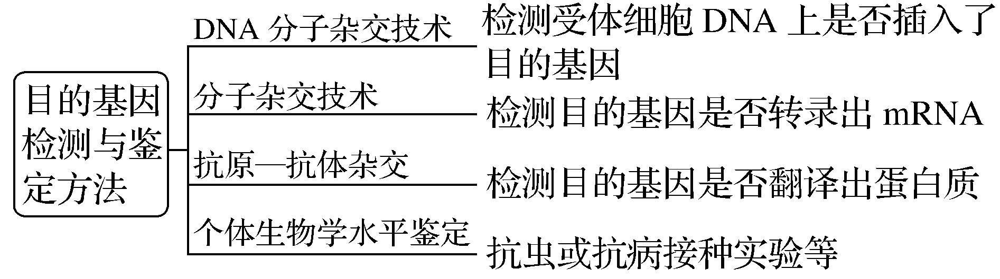 目的基因
检测与鉴
定方法
DNA 分子杂交技术
检测受体细胞 DNA 上是否插入了
目的基因
分子杂交技术
检测目的基因是否转录出 mRNA
抗原—抗体杂交
检测目的基因是否翻译出蛋白质
个体生物学水平鉴定
抗虫或抗病接种实验等